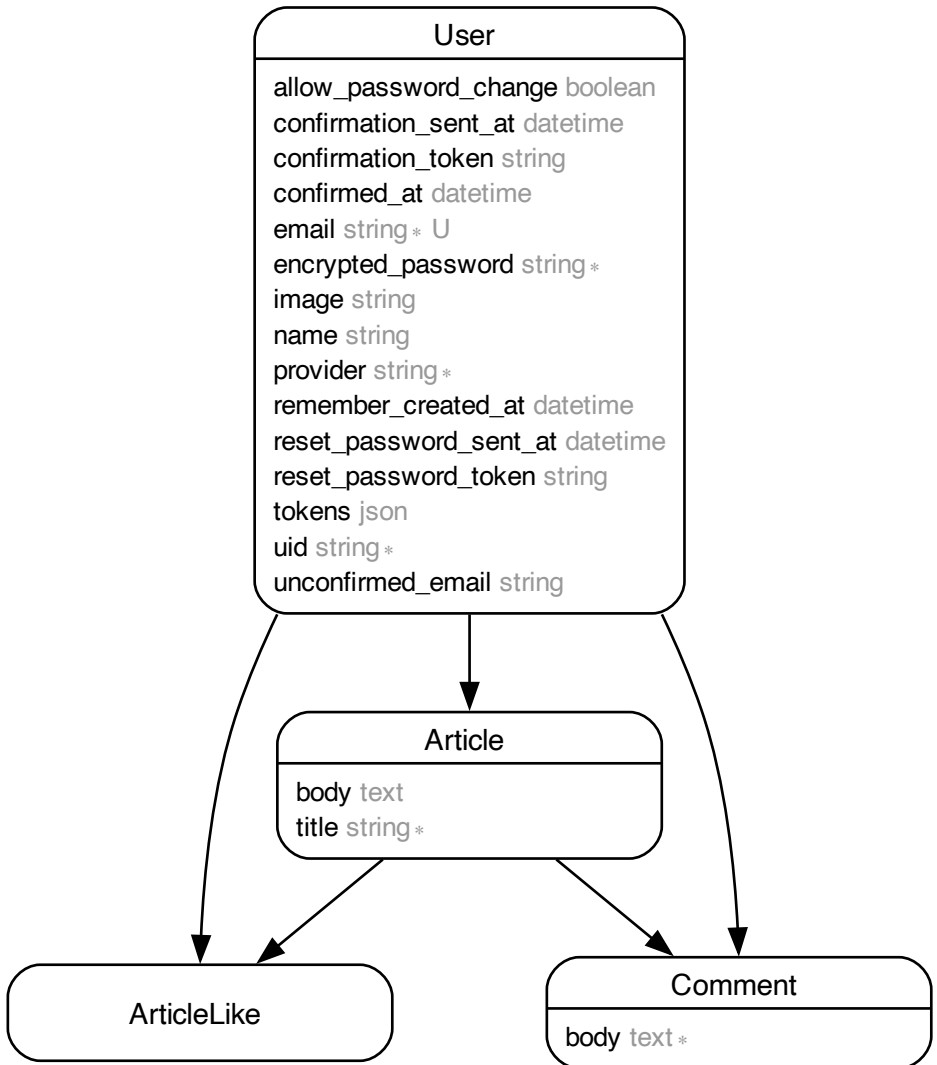 User
allow_password_change boolean
confirmation_sent_at datetime
confirmation_token string
confirmed_at datetime
email string∗ U
encrypted_password string∗
image string
name string
provider string∗
remember_created_at datetime
reset_password_sent_at datetime
reset_password_token string
tokens json
uid string∗
unconfirmed_email string
Article
body text
title string∗
ArticleLike
Comment
body text∗